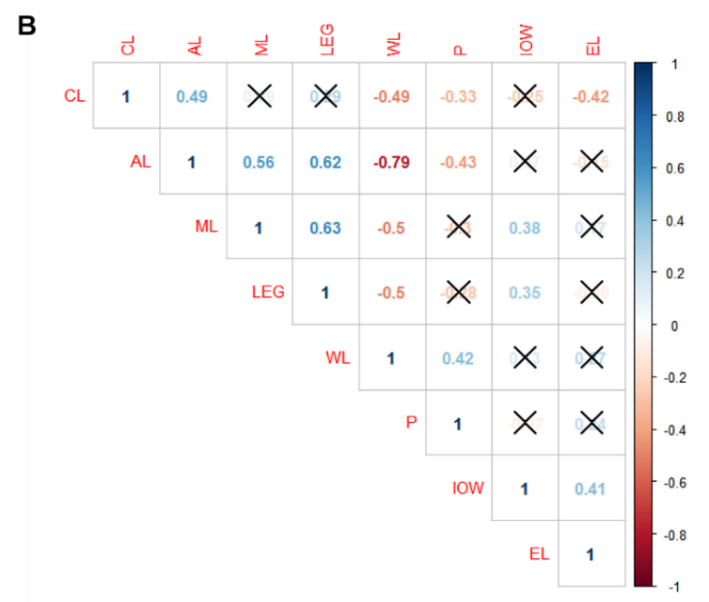 B
CL AL ML LEG WL P IOW EL
CL 1 0.49 -0.49 -0.33 -0.42
AL 1 0.56 0.62 -0.79 -0.43
ML 1 0.63 -0.5 0.38
LEG 1 -0.5 0.35
WL 1 0.42
P 1
IOW 1 0.41
EL 1
1
0.8
0.6
0.4
0.2
0
-0.2
-0.4
-0.6
-0.8
-1